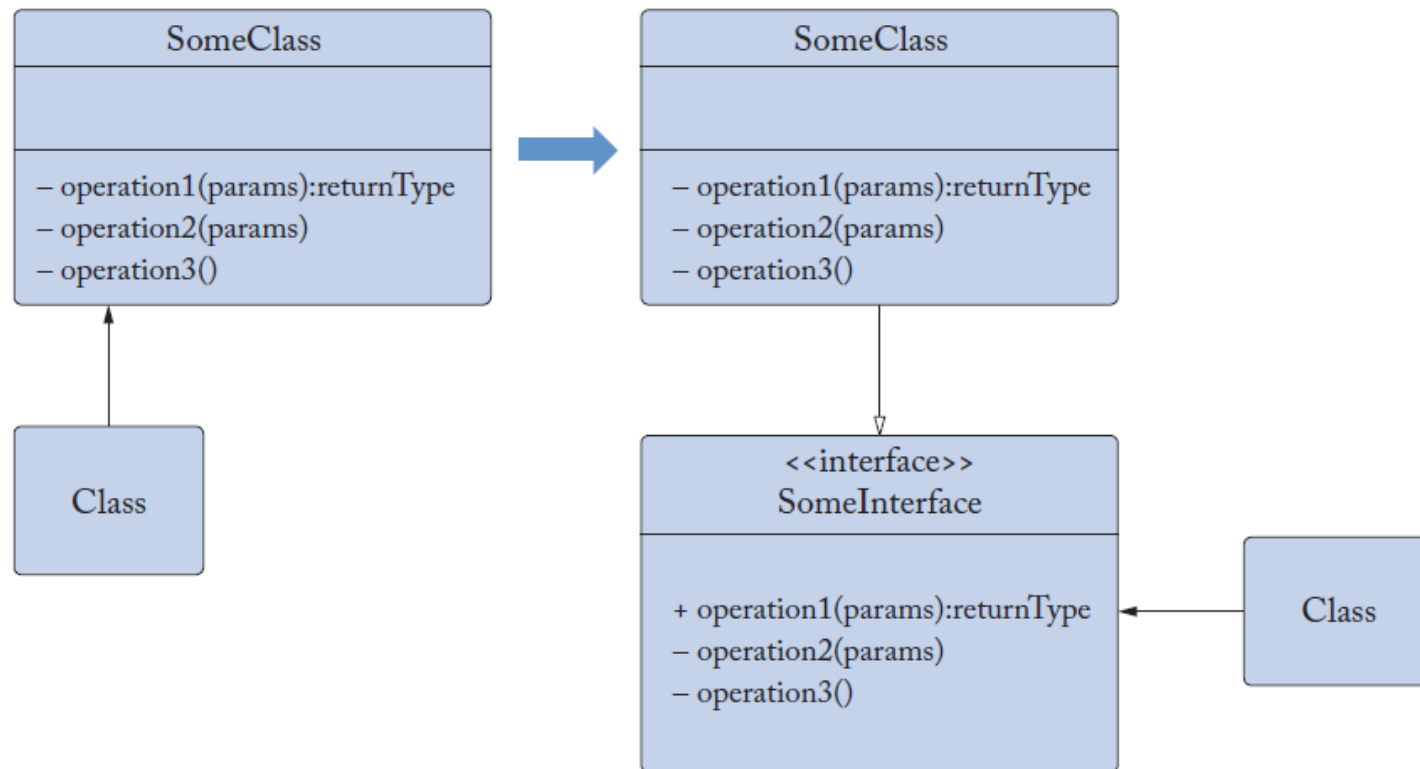 SomeClass
– operation1(params):returnType
– operation2(params)
– operation3()
Class
SomeClass
– operation1(params):returnType
– operation2(params)
– operation3()
<<interface>>
SomeInterface
+ operation1(params):returnType
– operation2(params)
– operation3()
Class